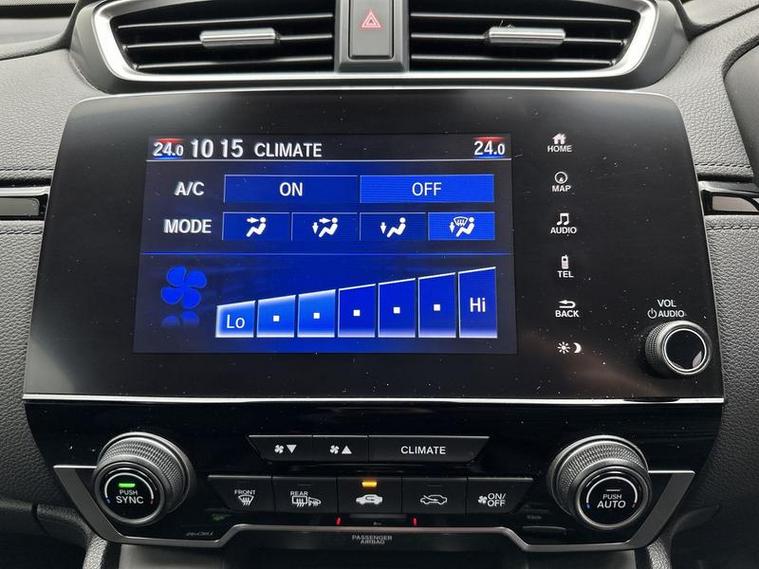 24.0 10 15 CLIMATE 24.0
A/C ON OFF
MODE
Lo Hi
HOME
MAP
AUDIO
TEL
BACK
VOL
AUDIO
CLIMATE
PUSH
SYNC
FRONT
REAR
ON/
OFF
PUSH
AUTO
PASSENGER
AIRBAG